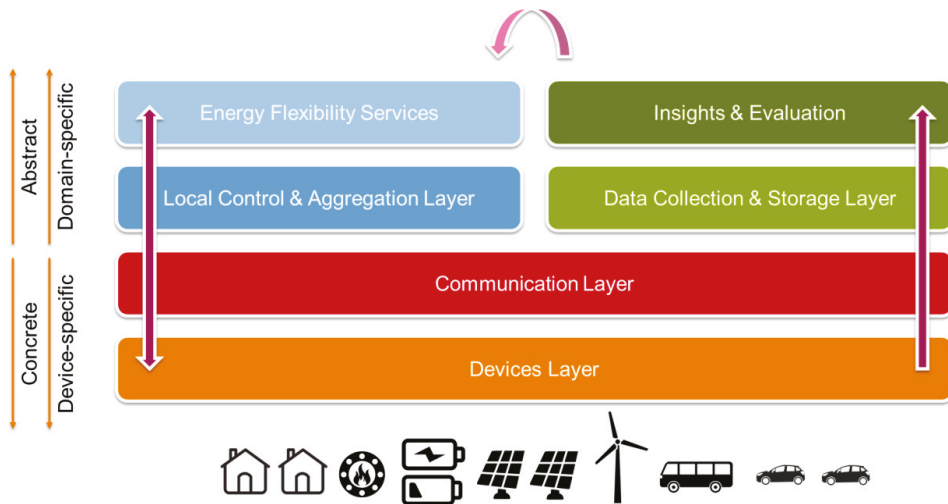 Energy Flexibility Services
Insights & Evaluation
Local Control & Aggregation Layer
Data Collection & Storage Layer
Communication Layer
Devices Layer
Abstract
Domain-specific
Concrete
Device-specific